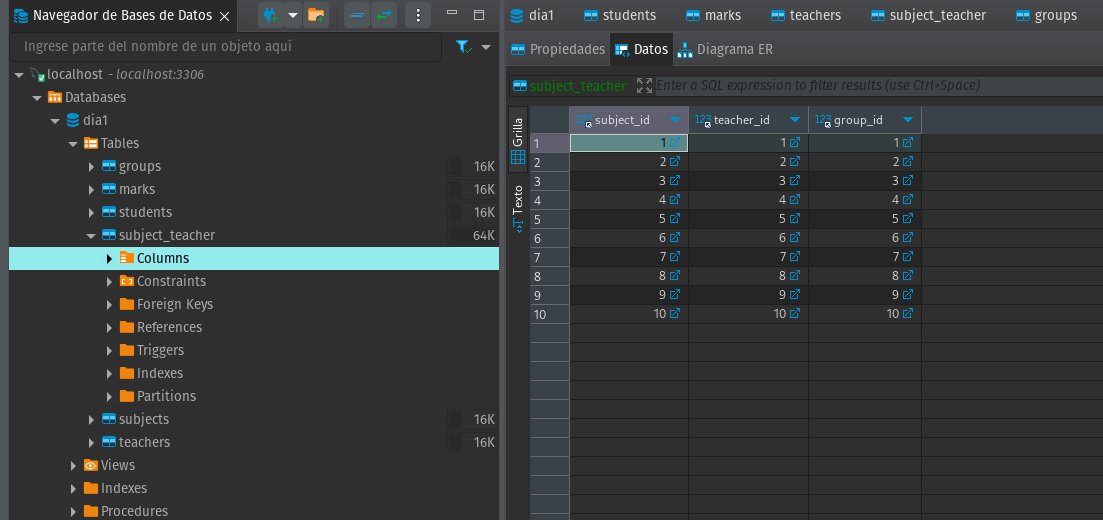 Navegador de Bases de Datos
Ingrese parte del nombre de un objeto aquí
localhost - localhost:3306
Databases
dia1
Tables
groups 16K
marks 16K
students 16K
subject_teacher 64K
Columns
Constraints
Foreign Keys
References
Triggers
Indexes
Partitions
subjects 16K
teachers 16K
Views
Indexes
Procedures
dia1 students marks teachers subject_teacher groups
Propiedades Datos Diagrama ER
subject_teacher Enter a SQL expression to filter results (use Ctrl+Space)
Grilla
Texto
123 subject_id 123 teacher_id 123 group_id
1 1 1 1
2 2 2 2
3 3 3 3
4 4 4 4
5 5 5 5
6 6 6 6
7 7 7 7
8 8 8 8
9 9 9 9
10 10 10 10